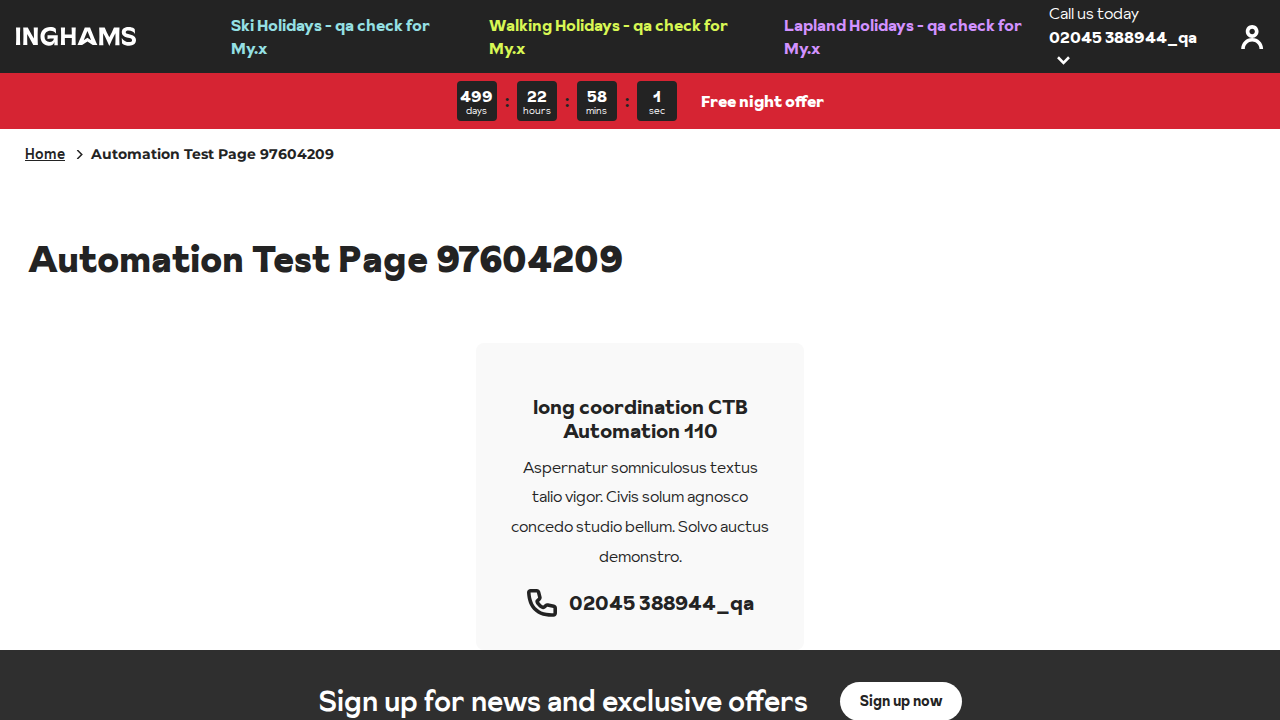 INGHAMS
Ski Holidays - qa check for
My.x
Walking Holidays - qa check for
My.x
Lapland Holidays - qa check for
My.x
Call us today
02045 388944_qa
499 : 22 : 58 : 1
days hours mins sec
Free night offer
Home > Automation Test Page 97604209
Automation Test Page 97604209
long coordination CTB
Automation 110
Aspernatur somniculosus textus
talio vigor. Civis solum agnosco
concedo studio bellum. Solvo auctus
demonstro.
02045 388944_qa
Sign up for news and exclusive offers
Sign up now